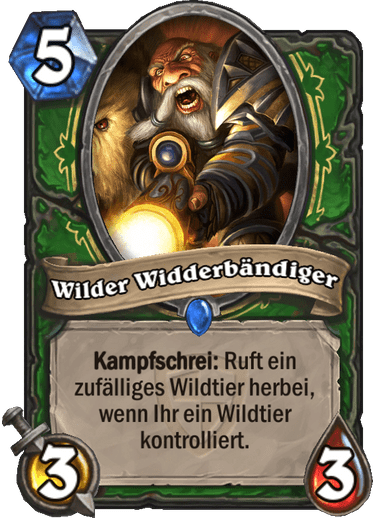 5
Wilder Widderbändiger
Kampfschrei: Ruft ein
zufälliges Wildtier herbei,
wenn Ihr ein Wildtier
kontrolliert.
3
3